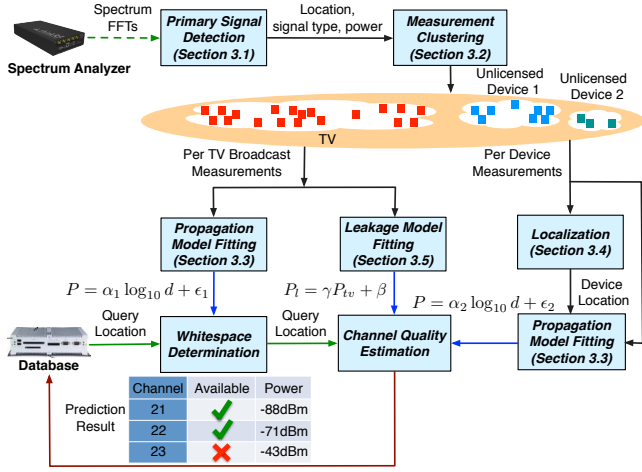 Spectrum
FFTs
Spectrum Analyzer
Primary Signal
Detection
(Section 3.1)
Location,
signal type, power
Measurement
Clustering
(Section 3.2)
Unlicensed
Device 1
Unlicensed
Device 2
TV
Per TV Broadcast
Measurements
Per Device
Measurements
Propagation
Model Fitting
(Section 3.3)
Leakage Model
Fitting
(Section 3.5)
Localization
(Section 3.4)
P = α₁ log₁₀ d + ε₁
Pₗ = γPₜᵥ + β
P = α₂ log₁₀ d + ε₂
Device
Location
Query
Location
Database
Whitespace
Determination
Query
Location
Channel Quality
Estimation
Propagation
Model Fitting
(Section 3.3)
Prediction
Result
Channel Available Power
21 -88dBm
22 -71dBm
23 -43dBm